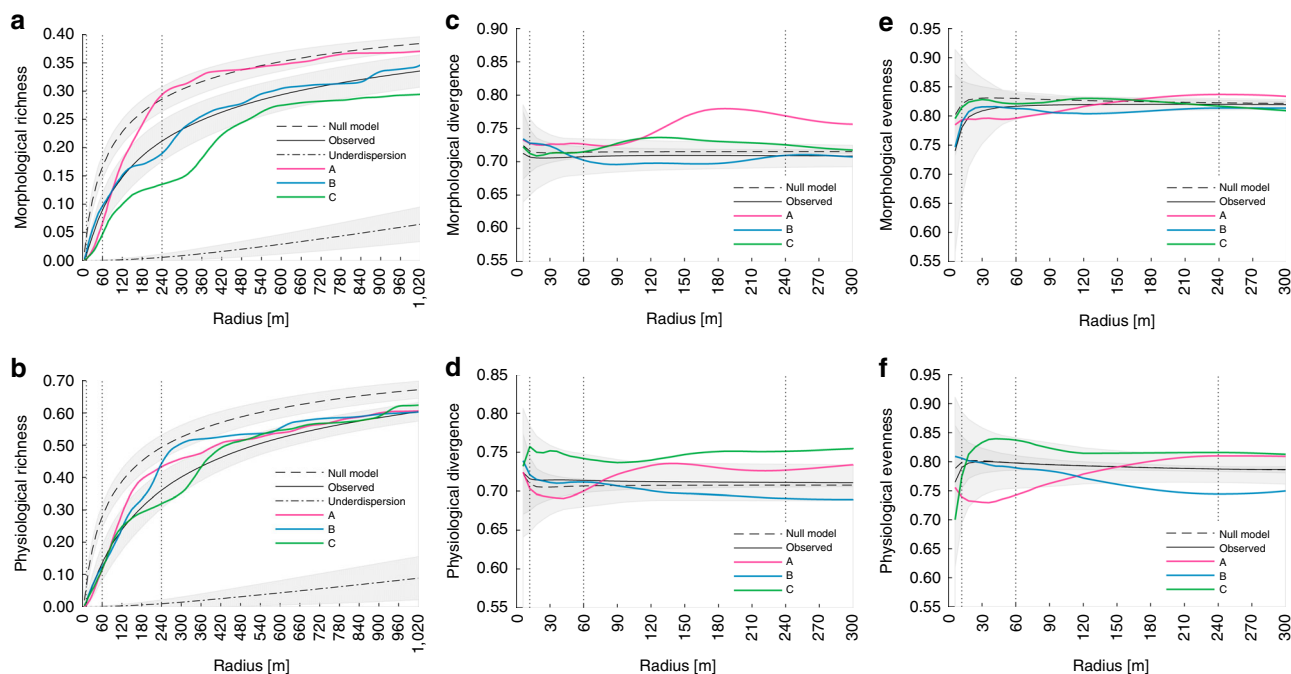 a
Morphological richness
0.40
0.35
0.30
0.25
0.20
0.15
0.10
0.05
0.00
Null model
Observed
Underdispersion
A
B
C
0
60
120
180
240
300
360
420
480
540
600
660
720
780
840
900
960
1,020
Radius [m]
c
Morphological divergence
0.90
0.85
0.80
0.75
0.70
0.65
0.60
0.55
Null model
Observed
A
B
C
0
30
60
90
120
150
180
210
240
270
300
Radius [m]
e
Morphological evenness
0.95
0.90
0.85
0.80
0.75
0.70
0.65
0.60
0.55
Null model
Observed
A
B
C
0
30
60
90
120
150
180
210
240
270
300
Radius [m]
b
Physiological richness
0.70
0.60
0.50
0.40
0.30
0.20
0.10
0.00
Null model
Observed
Underdispersion
A
B
C
0
60
120
180
240
300
360
420
480
540
600
660
720
780
840
900
960
1,020
Radius [m]
d
Physiological divergence
0.85
0.80
0.75
0.70
0.65
0.60
0.55
Null model
Observed
A
B
C
0
30
60
90
120
150
180
210
240
270
300
Radius [m]
f
Physiological evenness
0.95
0.90
0.85
0.80
0.75
0.70
0.65
0.60
0.55
Null model
Observed
A
B
C
0
30
60
90
120
150
180
210
240
270
300
Radius [m]